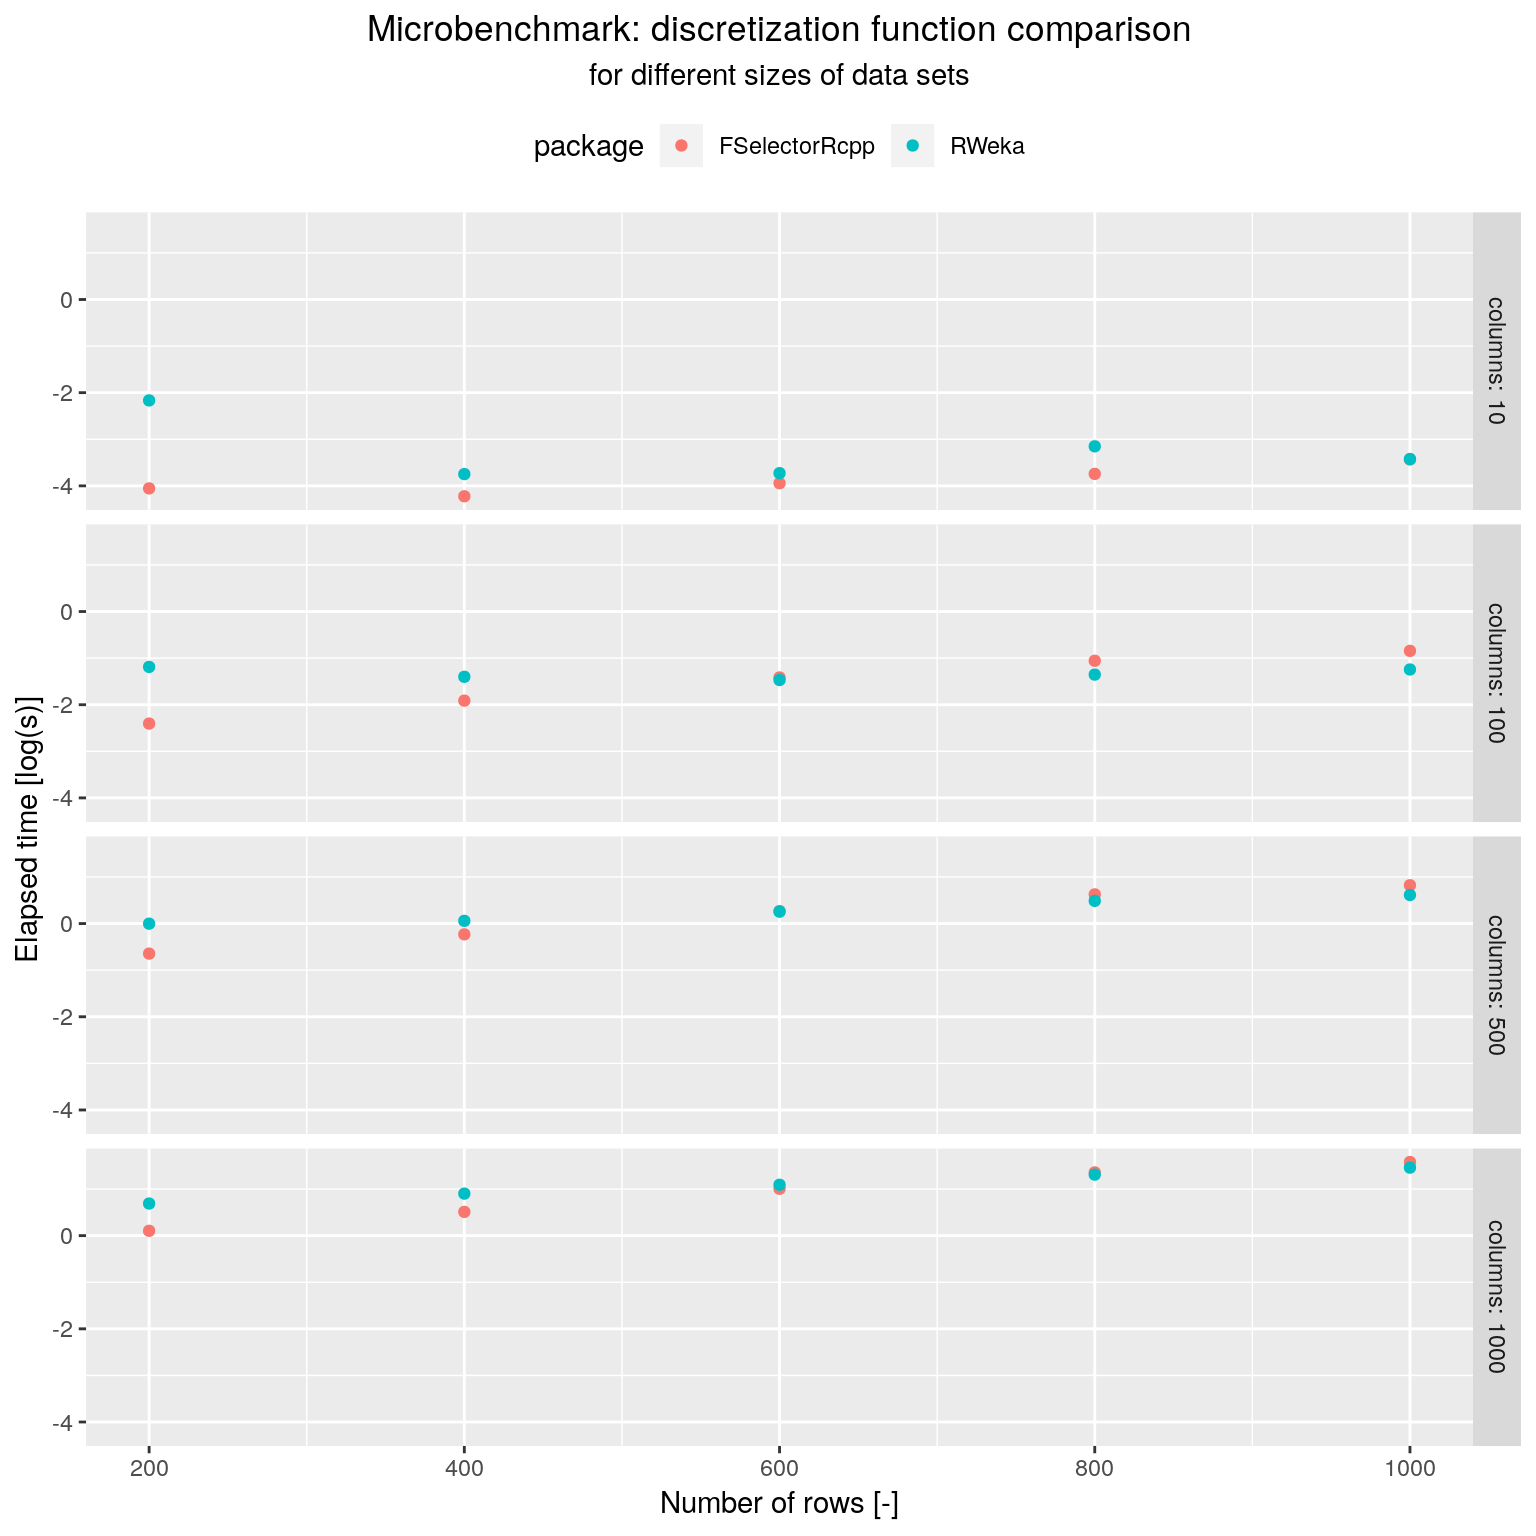 Microbenchmark: discretization function comparison
for different sizes of data sets
package FSelectorRcpp RWeka
0
-2
-4
columns: 10
0
-2
-4
columns: 100
0
-2
-4
columns: 500
0
-2
-4
columns: 1000
Elapsed time [log(s)]
200 400 600 800 1000
Number of rows [-]